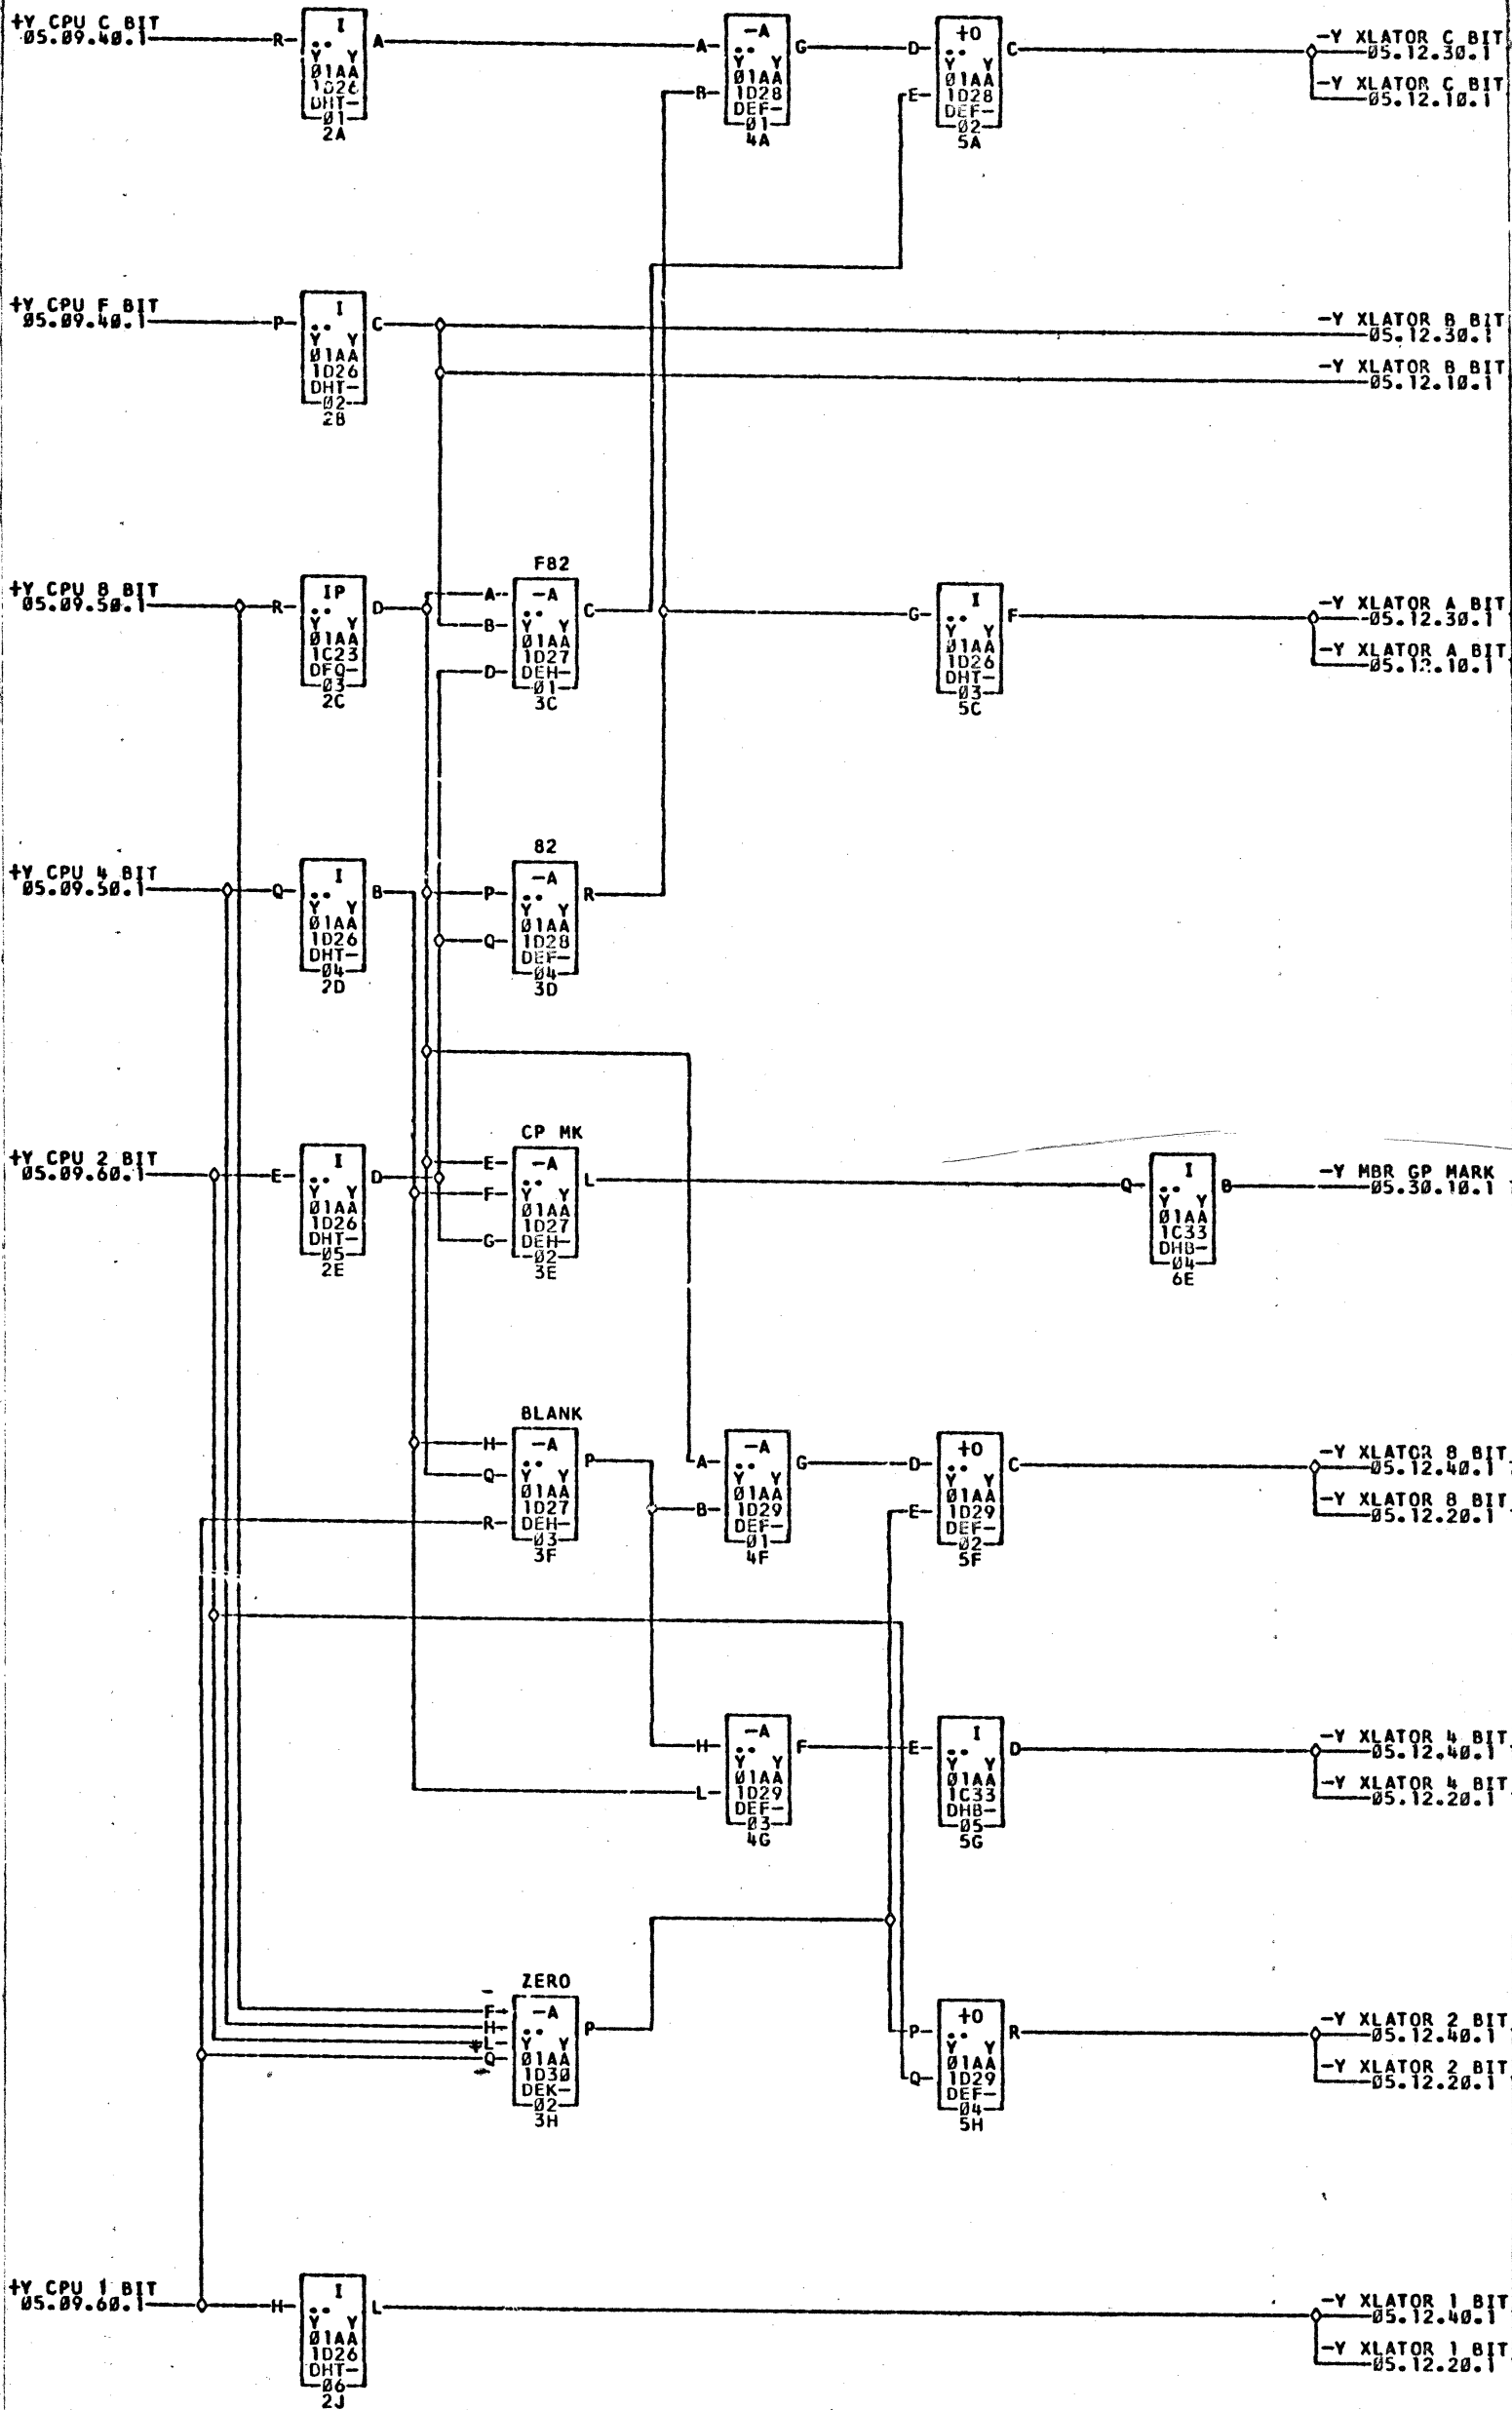 +Y CPU C BIT
05.09.40.1
R
I
Y Y
01AA
1D26
DHT-
01
2A
A
A
B
-A
Y Y
01AA
1D28
DEF-
01
4A
G
D
E
+O
Y Y
01AA
1D28
DEF-
02
5A
C
-Y XLATOR C BIT
05.12.30.1
-Y XLATOR C BIT
05.12.10.1
+Y CPU F BIT
05.09.40.1
P
I
Y Y
01AA
1D26
DHT-
02
2B
C
-Y XLATOR B BIT
05.12.30.1
-Y XLATOR B BIT
05.12.10.1
+Y CPU 8 BIT
05.09.50.1
R
IP
Y Y
01AA
1C23
DFQ-
03
2C
D
F82
A
B
D
-A
Y Y
01AA
1D27
DEH-
01
3C
C
G
I
Y Y
01AA
1D26
DHT-
03
5C
F
-Y XLATOR A BIT
05.12.30.1
-Y XLATOR A BIT
05.12.10.1
+Y CPU 4 BIT
05.09.50.1
Q
I
Y Y
01AA
1D26
DHT-
04
2D
B
82
P
Q
-A
Y Y
01AA
1D28
DEF-
04
3D
R
+Y CPU 2 BIT
05.09.60.1
E
I
Y Y
01AA
1D26
DHT-
05
2E
D
CP MK
E
F
G
-A
Y Y
01AA
1D27
DEH-
02
3E
L
Q
I
Y Y
01AA
1C33
DHB-
04
6E
B
-Y MBR GP MARK
05.30.10.1
BLANK
H
Q
R
-A
Y Y
01AA
1D27
DEH-
03
3F
P
A
B
-A
Y Y
01AA
1D29
DEF-
01
4F
G
D
E
+O
Y Y
01AA
1D29
DEF-
02
5F
C
-Y XLATOR 8 BIT
05.12.40.1
-Y XLATOR 8 BIT
05.12.20.1
H
L
-A
Y Y
01AA
1D29
DEF-
03
4G
F
E
I
Y Y
01AA
1C33
DHB-
05
5G
D
-Y XLATOR 4 BIT
05.12.40.1
-Y XLATOR 4 BIT
05.12.20.1
ZERO
F
H
L
Q
-A
Y Y
01AA
1D30
DEK-
02
3H
P
P
Q
+O
Y Y
01AA
1D29
DEF-
04
5H
R
-Y XLATOR 2 BIT
05.12.40.1
-Y XLATOR 2 BIT
05.12.20.1
+Y CPU 1 BIT
05.09.60.1
H
I
Y Y
01AA
1D26
DHT-
06
2J
L
-Y XLATOR 1 BIT
05.12.40.1
-Y XLATOR 1 BIT
05.12.20.1